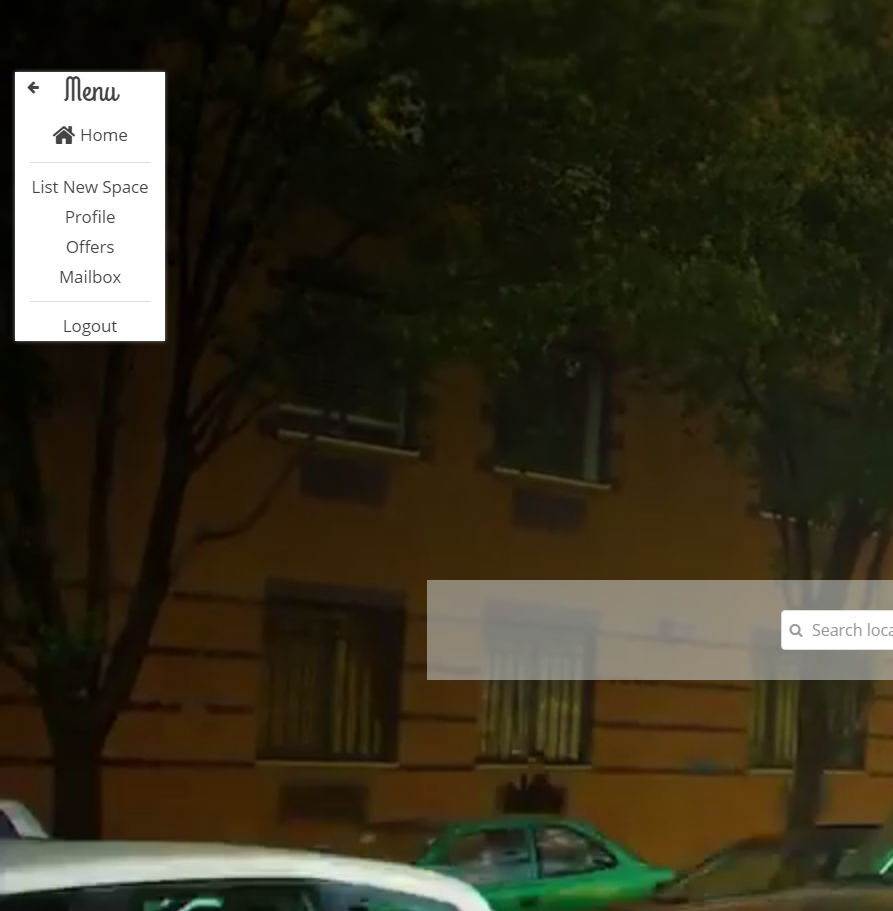 Menu
Home
List New Space
Profile
Offers
Mailbox
Logout
Search loca